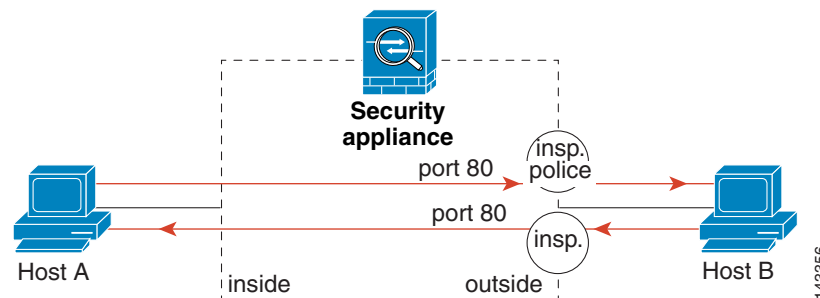 Security
appliance
insp.
police
port 80
port 80
insp.
Host A
inside
outside
Host B